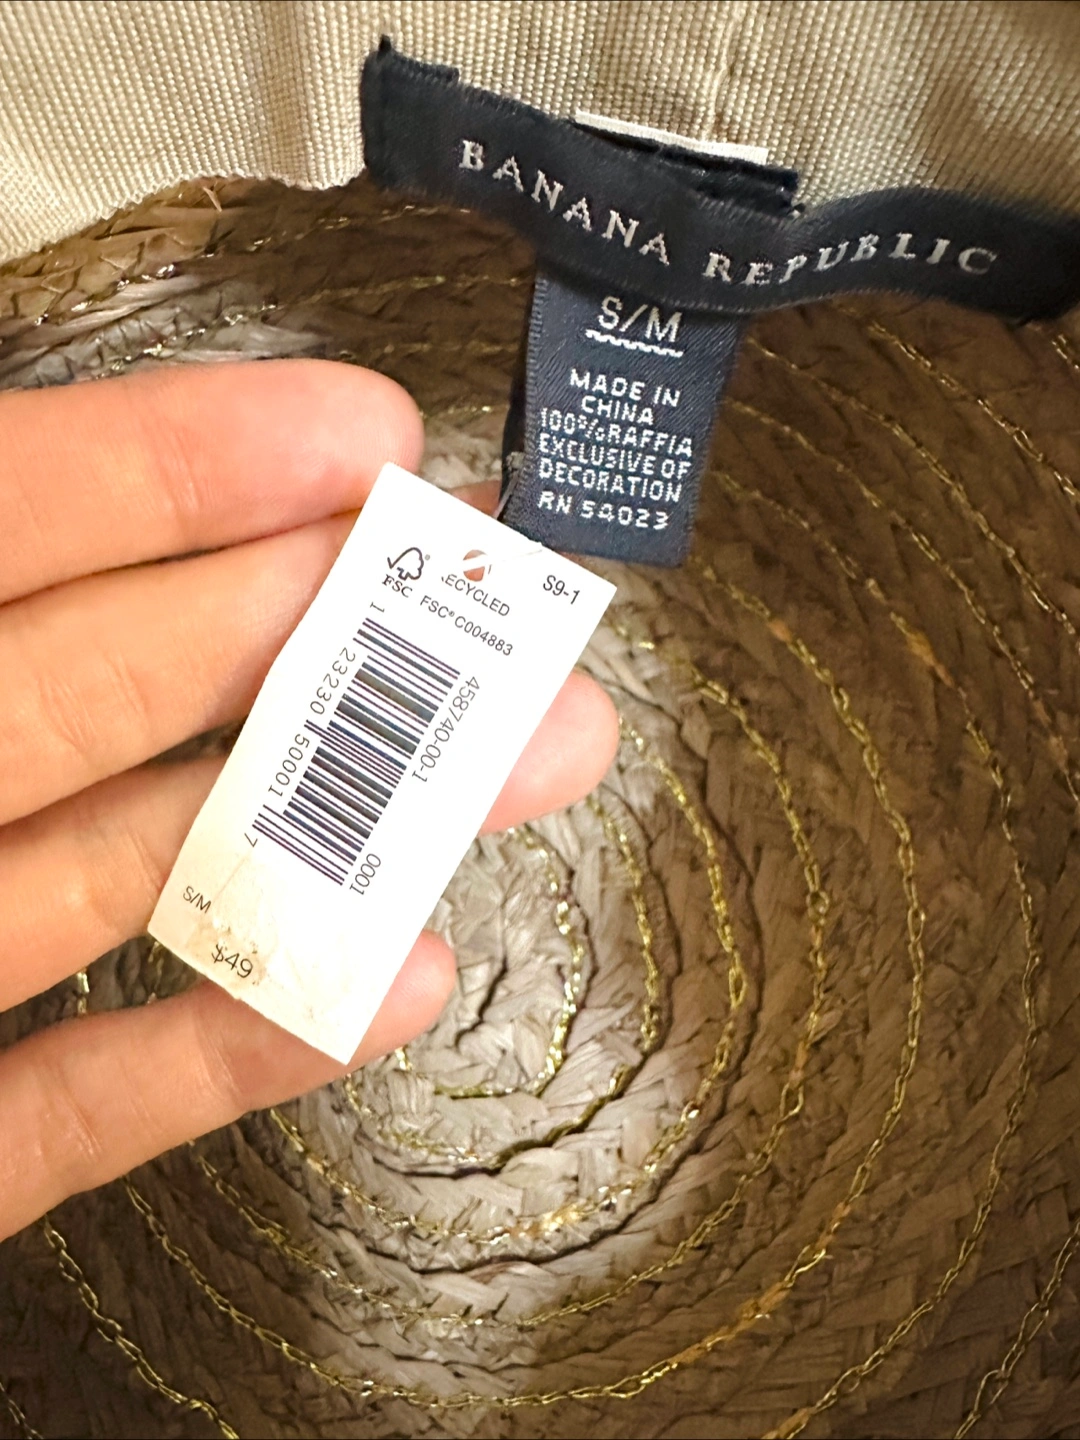 BANANA REPUBLIC
S/M
MADE IN
CHINA
100%RAFFIA
EXCLUSIVE OF
DECORATION
RN 54023
FSC
ECYCLED
FSC® C004883
S9-1
458740-00-1
0001
1 23230 50001 7
S/M
$49